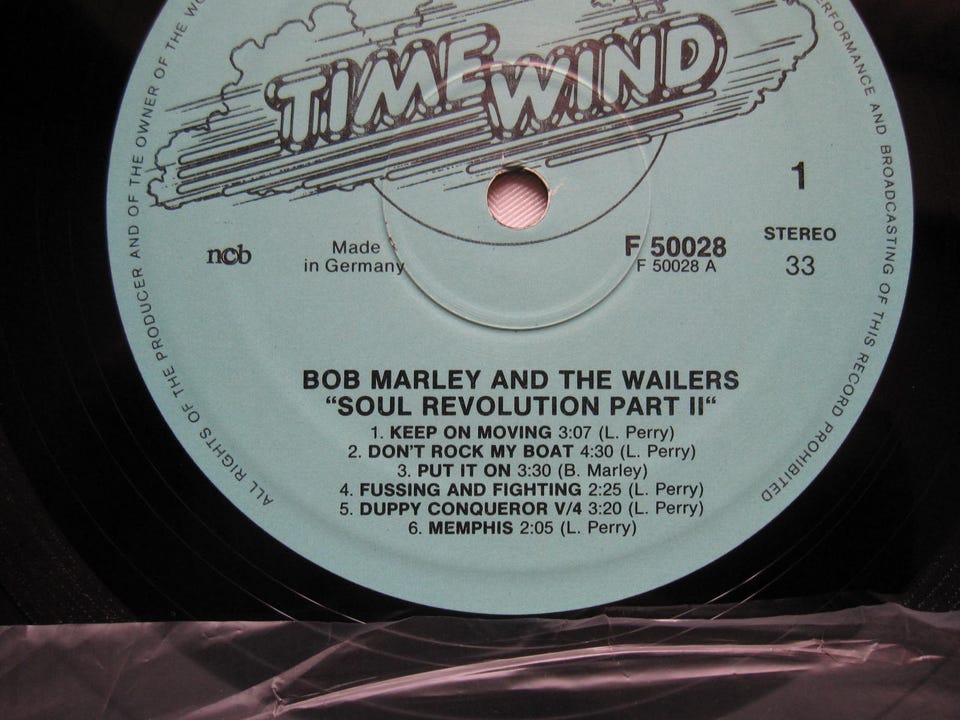 TIME WIND
1
ncb
Made
in Germany
F 50028
F 50028 A
STEREO
33
BOB MARLEY AND THE WAILERS
“SOUL REVOLUTION PART II“
1. KEEP ON MOVING 3:07 (L. Perry)
2. DON'T ROCK MY BOAT 4:30 (L. Perry)
3. PUT IT ON 3:30 (B. Marley)
4. FUSSING AND FIGHTING 2:25 (L. Perry)
5. DUPPY CONQUEROR V/4 3:20 (L. Perry)
6. MEMPHIS 2:05 (L. Perry)
ALL RIGHTS OF THE PRODUCER AND OF THE OWNER OF THE
PERFORMANCE AND BROADCASTING OF THIS RECORD PROHIBITED